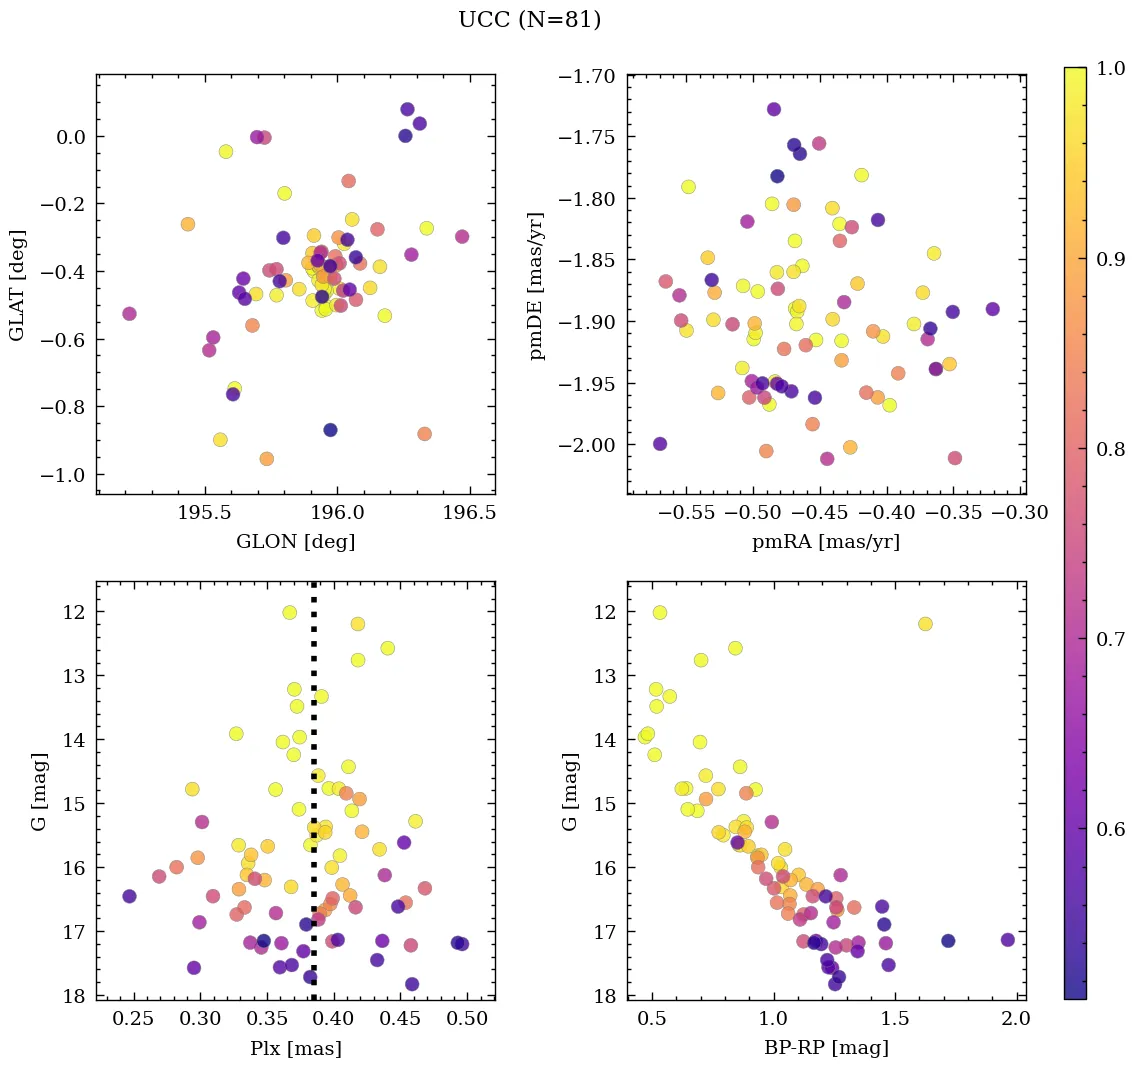 UCC (N=81)
0.0
−0.2
−0.4
−0.6
−0.8
−1.0
GLAT [deg]
195.5 196.0 196.5
GLON [deg]
−1.70
−1.75
−1.80
−1.85
−1.90
−1.95
−2.00
pmDE [mas/yr]
−0.55 −0.50 −0.45 −0.40 −0.35 −0.30
pmRA [mas/yr]
12
13
14
15
16
17
18
G [mag]
0.25 0.30 0.35 0.40 0.45 0.50
Plx [mas]
12
13
14
15
16
17
18
G [mag]
0.5 1.0 1.5 2.0
BP-RP [mag]
1.0
0.9
0.8
0.7
0.6